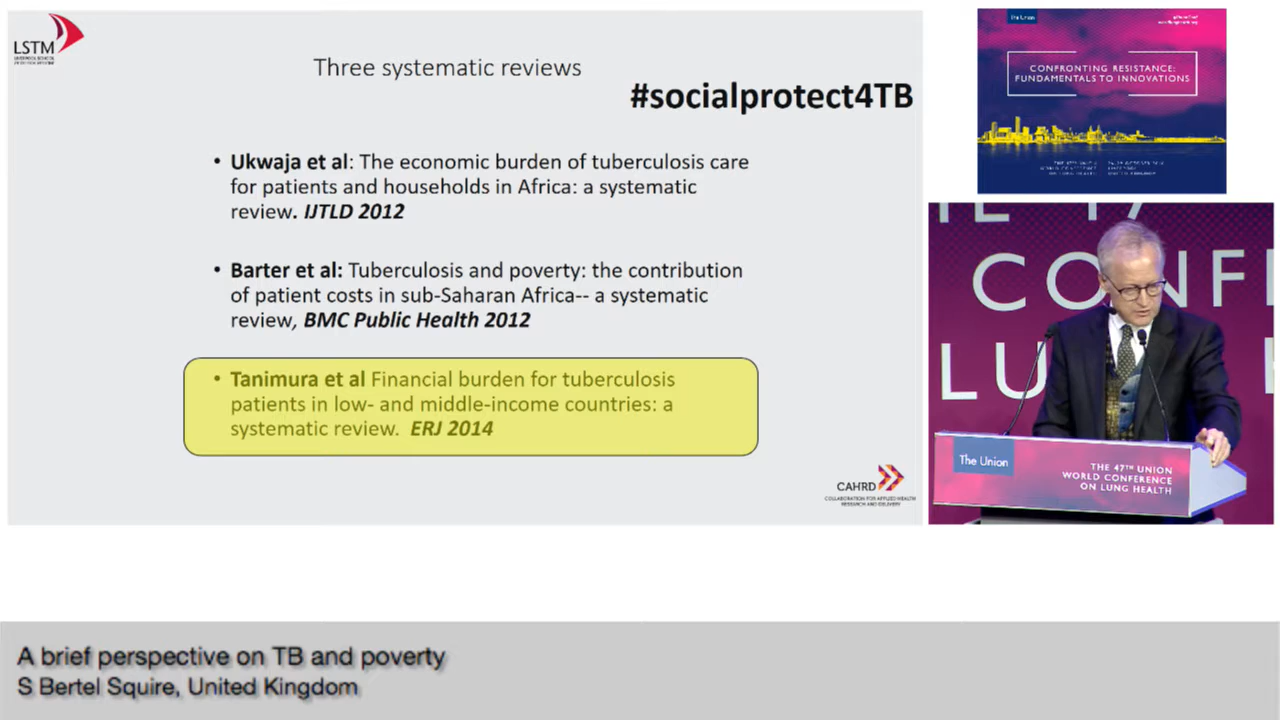 LSTM
Three systematic reviews
#socialprotect4TB
• Ukwaja et al: The economic burden of tuberculosis care
for patients and households in Africa: a systematic
review. IJTLD 2012
• Barter et al: Tuberculosis and poverty: the contribution
of patient costs in sub-Saharan Africa-- a systematic
review, BMC Public Health 2012
• Tanimura et al Financial burden for tuberculosis
patients in low- and middle-income countries: a
systematic review. ERJ 2014
CAHRD
COLLABORATION FOR APPLIED HEALTH
RESEARCH AND DELIVERY
The Union
CONFRONTING RESISTANCE:
FUNDAMENTALS TO INNOVATIONS
CONF
LU
The Union
THE 47TH UNION
WORLD CONFERENCE
ON LUNG HEALTH
A brief perspective on TB and poverty
S Bertel Squire, United Kingdom